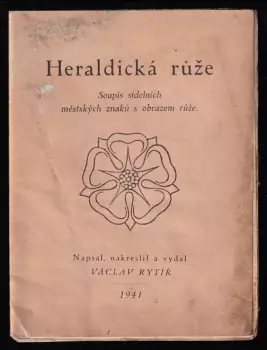 Heraldická růže
Soupis sídelních
městských znaků s obrazem růže.
Napsal, nakreslil a vydal
VÁCLAV RYTÍŘ
1941